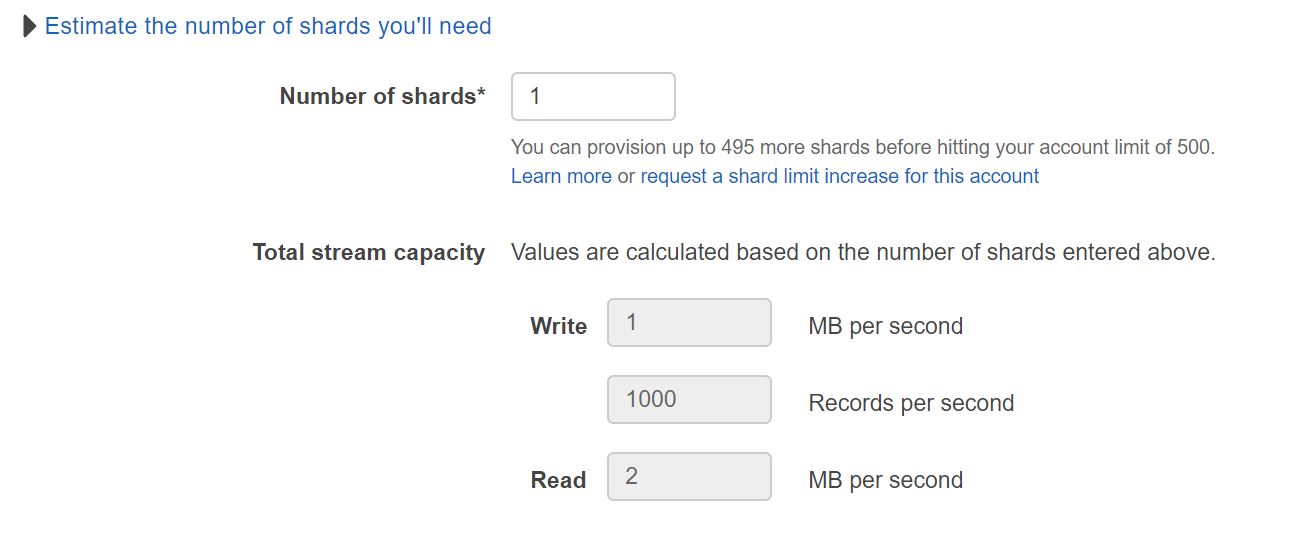 Estimate the number of shards you'll need
Number of shards* 1
You can provision up to 495 more shards before hitting your account limit of 500.
Learn more or request a shard limit increase for this account
Total stream capacity Values are calculated based on the number of shards entered above.
Write 1 MB per second
1000 Records per second
Read 2 MB per second